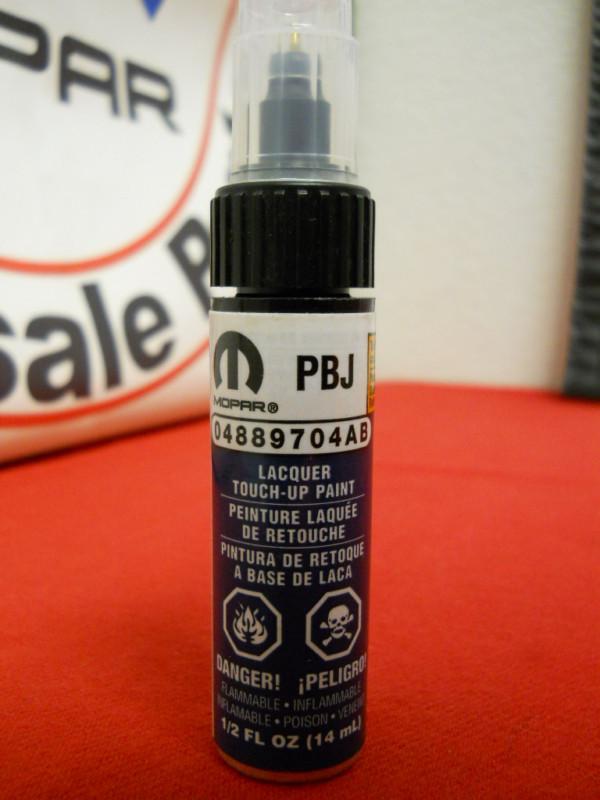 PAR
sale P
PBJ
MOPAR®
04889704AB
LACQUER
TOUCH-UP PAINT
PEINTURE LAQUÉE
DE RETOUCHE
PINTURA DE RETOQUE
A BASE DE LACA
DANGER! ¡PELIGRO!
FLAMMABLE • INFLAMMABLE
INFLAMABLE • POISON • VENENO
1/2 FL OZ (14 mL)